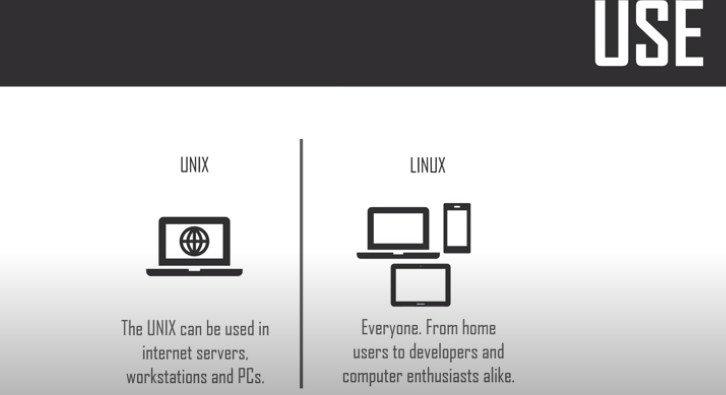 USE
UNIX
The UNIX can be used in
internet servers,
workstations and PCs.
LINUX
Everyone. From home
users to developers and
computer enthusiasts alike.